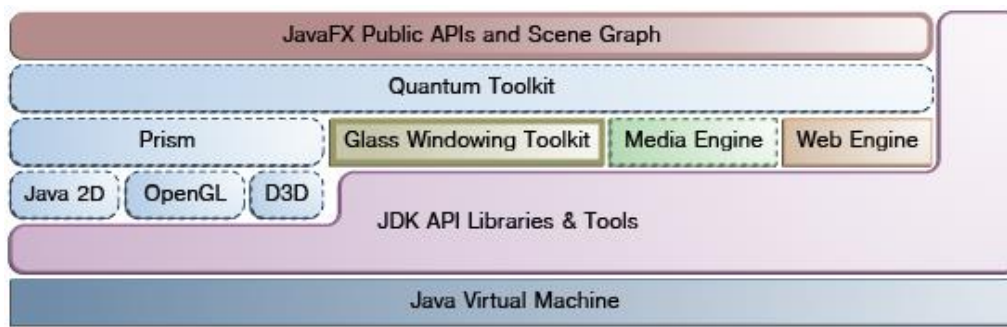 JavaFX Public APIs and Scene Graph
Quantum Toolkit
Prism
Glass Windowing Toolkit
Media Engine
Web Engine
Java 2D
OpenGL
D3D
JDK API Libraries & Tools
Java Virtual Machine